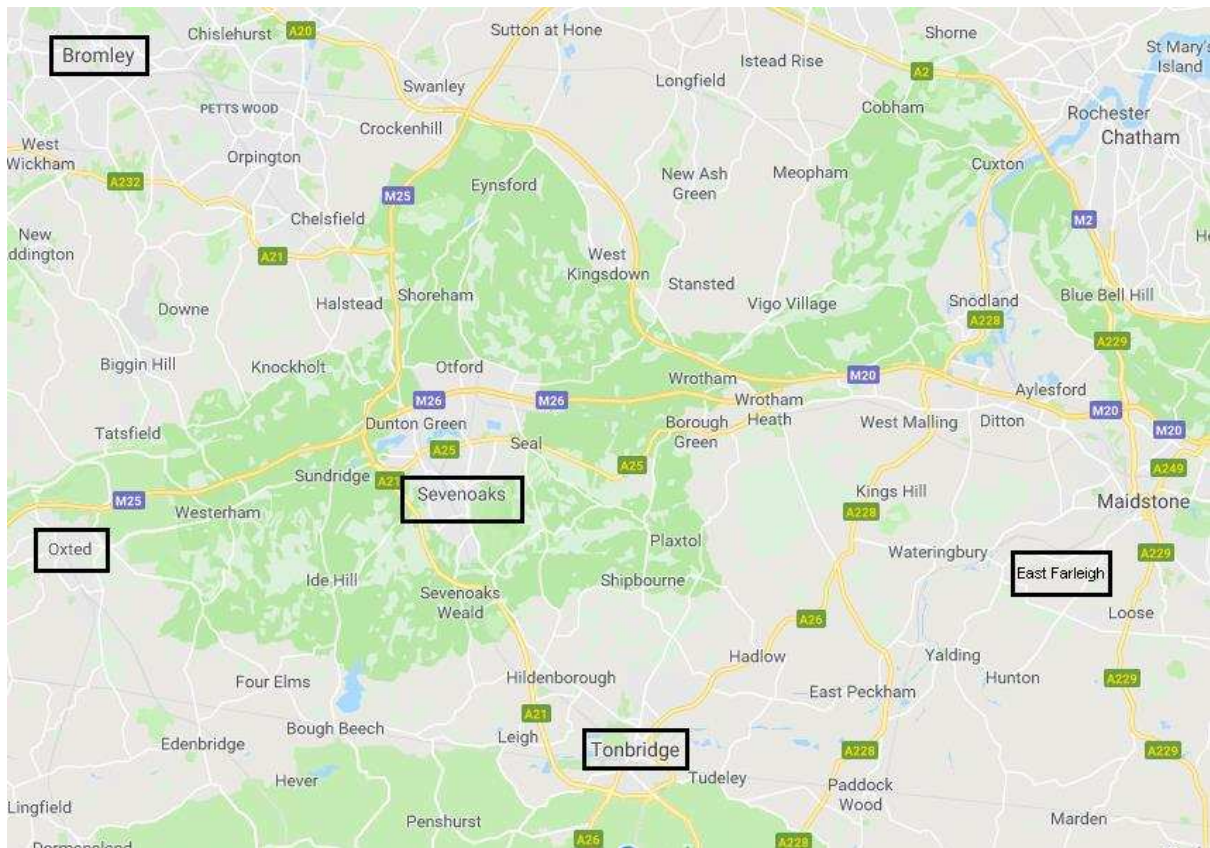 Bromley
Chislehurst
A20
Sutton at Hone
Shorne
Istead Rise
St Mary's
Island
Longfield
A2
Swanley
PETTS WOOD
Cobham
Rochester
Crockenhill
Chatham
West
Wickham
Orpington
Cuxton
A232
New Ash
Green
Meopham
M25
Eynsford
Chelsfield
M2
New
ddington
A21
West
Kingsdown
Halstead
Shoreham
Stansted
Vigo Village
Snodland
Blue Bell Hill
Downe
A228
A229
Biggin Hill
Knockholt
Otford
Wrotham
M20
Aylesford
M26
M26
Wrotham
Heath
M20
Dunton Green
Borough
Green
West Malling
Ditton
Tatsfield
A25
Seal
M20
Sundridge
A21
A25
A249
Sevenoaks
Kings Hill
Maidstone
M25
Westerham
A228
Oxted
Plaxtol
Wateringbury
A229
East Farleigh
Ide Hill
Sevenoaks
Weald
Shipbourne
Loose
A26
Hadlow
Yalding
Four Elms
Hildenborough
Hunton
A229
East Peckham
A21
Bough Beech
Leigh
Edenbridge
Tonbridge
A228
A229
Hever
Tudeley
Paddock
Wood
Lingfield
Penshurst
Marden
A26
A228